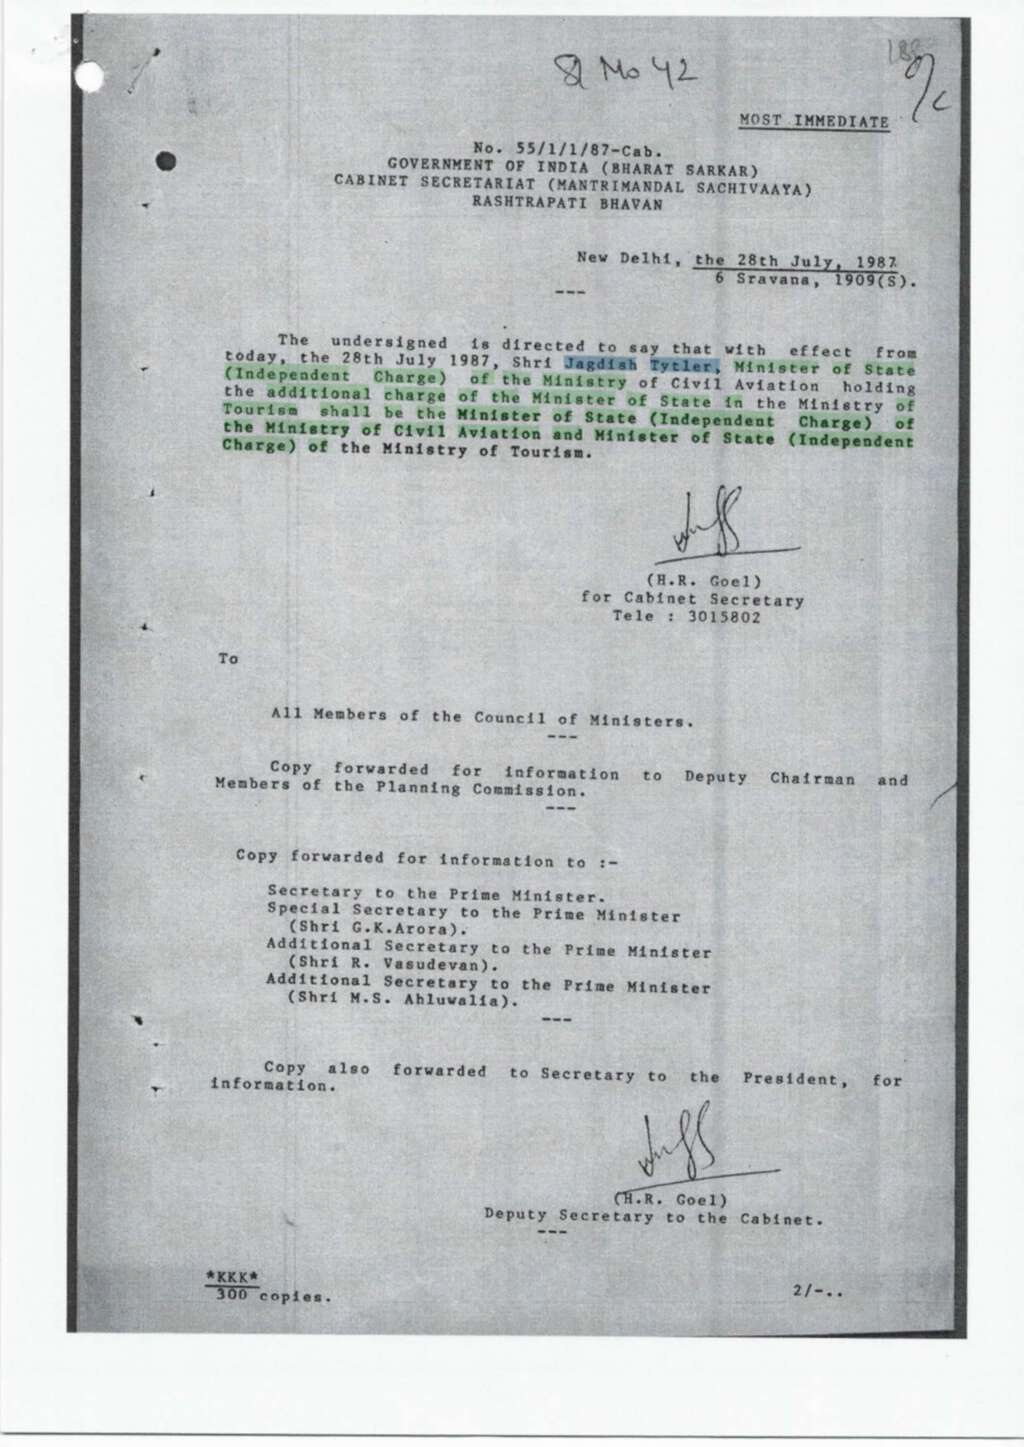 Sl No 42
188
O/c
MOST IMMEDIATE
No. 55/1/1/87-Cab.
GOVERNMENT OF INDIA (BHARAT SARKAR)
CABINET SECRETARIAT (MANTRIMANDAL SACHIVAAYA)
RASHTRAPATI BHAVAN
New Delhi, the 28th July, 1987
6 Sravana, 1909(S).
---
The undersigned is directed to say that with effect from
today, the 28th July 1987, Shri Jagdish Tytler, Minister of State
(Independent Charge) of the Ministry of Civil Aviation holding
the additional charge of the Minister of State in the Ministry of
Tourism shall be the Minister of State (Independent Charge) of
the Ministry of Civil Aviation and Minister of State (Independent
Charge) of the Ministry of Tourism.
(H.R. Goel)
for Cabinet Secretary
Tele : 3015802
To
All Members of the Council of Ministers.
---
Copy forwarded for information to Deputy Chairman and
Members of the Planning Commission.
---
Copy forwarded for information to :-
Secretary to the Prime Minister.
Special Secretary to the Prime Minister
(Shri G.K.Arora).
Additional Secretary to the Prime Minister
(Shri R. Vasudevan).
Additional Secretary to the Prime Minister
(Shri M.S. Ahluwalia).
---
Copy also forwarded to Secretary to the President, for
information.
(H.R. Goel)
Deputy Secretary to the Cabinet.
---
*KKK*
300 copies.
2/-..